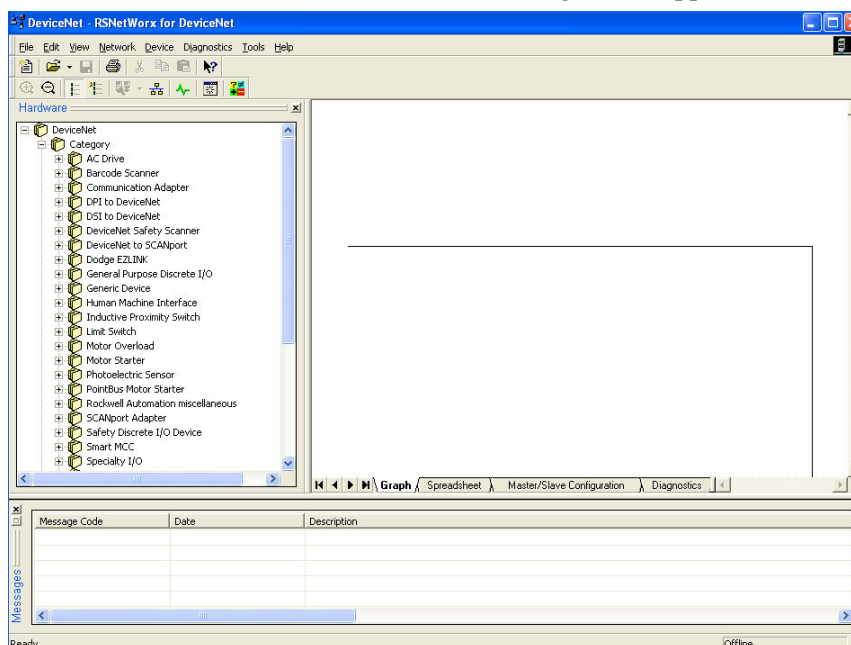 DeviceNet - RSNetWorx for DeviceNet
File Edit View Network Device Diagnostics Tools Help
Hardware
DeviceNet
Category
AC Drive
Barcode Scanner
Communication Adapter
DPI to DeviceNet
DSI to DeviceNet
DeviceNet Safety Scanner
DeviceNet to SCANport
Dodge EZLINK
General Purpose Discrete I/O
Generic Device
Human Machine Interface
Inductive Proximity Switch
Limit Switch
Motor Overload
Motor Starter
Photoelectric Sensor
PointBus Motor Starter
Rockwell Automation miscellaneous
SCANport Adapter
Safety Discrete I/O Device
Smart MCC
Specialty I/O
Graph Spreadsheet Master/Slave Configuration Diagnostics
Message Code Date Description
Messages
Ready Offline